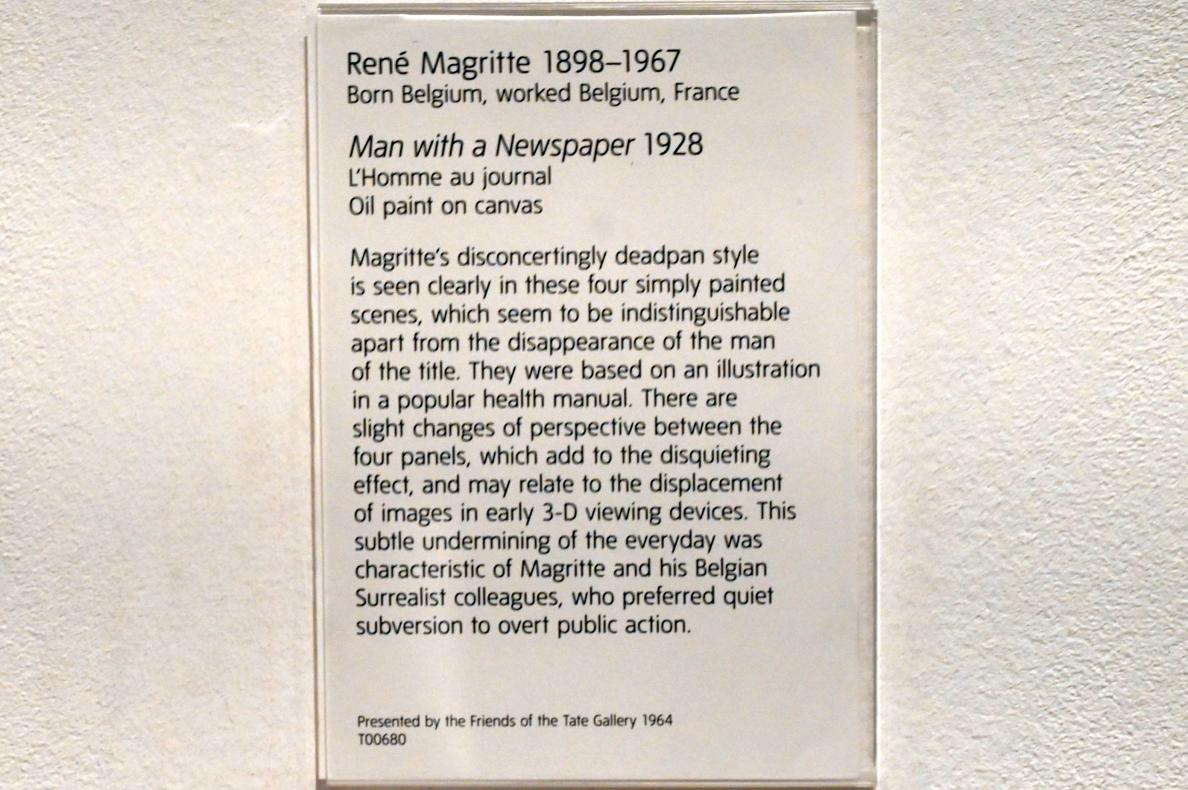 René Magritte 1898–1967
Born Belgium, worked Belgium, France
Man with a Newspaper 1928
L'Homme au journal
Oil paint on canvas
Magritte's disconcertingly deadpan style
is seen clearly in these four simply painted
scenes, which seem to be indistinguishable
apart from the disappearance of the man
of the title. They were based on an illustration
in a popular health manual. There are
slight changes of perspective between the
four panels, which add to the disquieting
effect, and may relate to the displacement
of images in early 3-D viewing devices. This
subtle undermining of the everyday was
characteristic of Magritte and his Belgian
Surrealist colleagues, who preferred quiet
subversion to overt public action.
Presented by the Friends of the Tate Gallery 1964
T00680